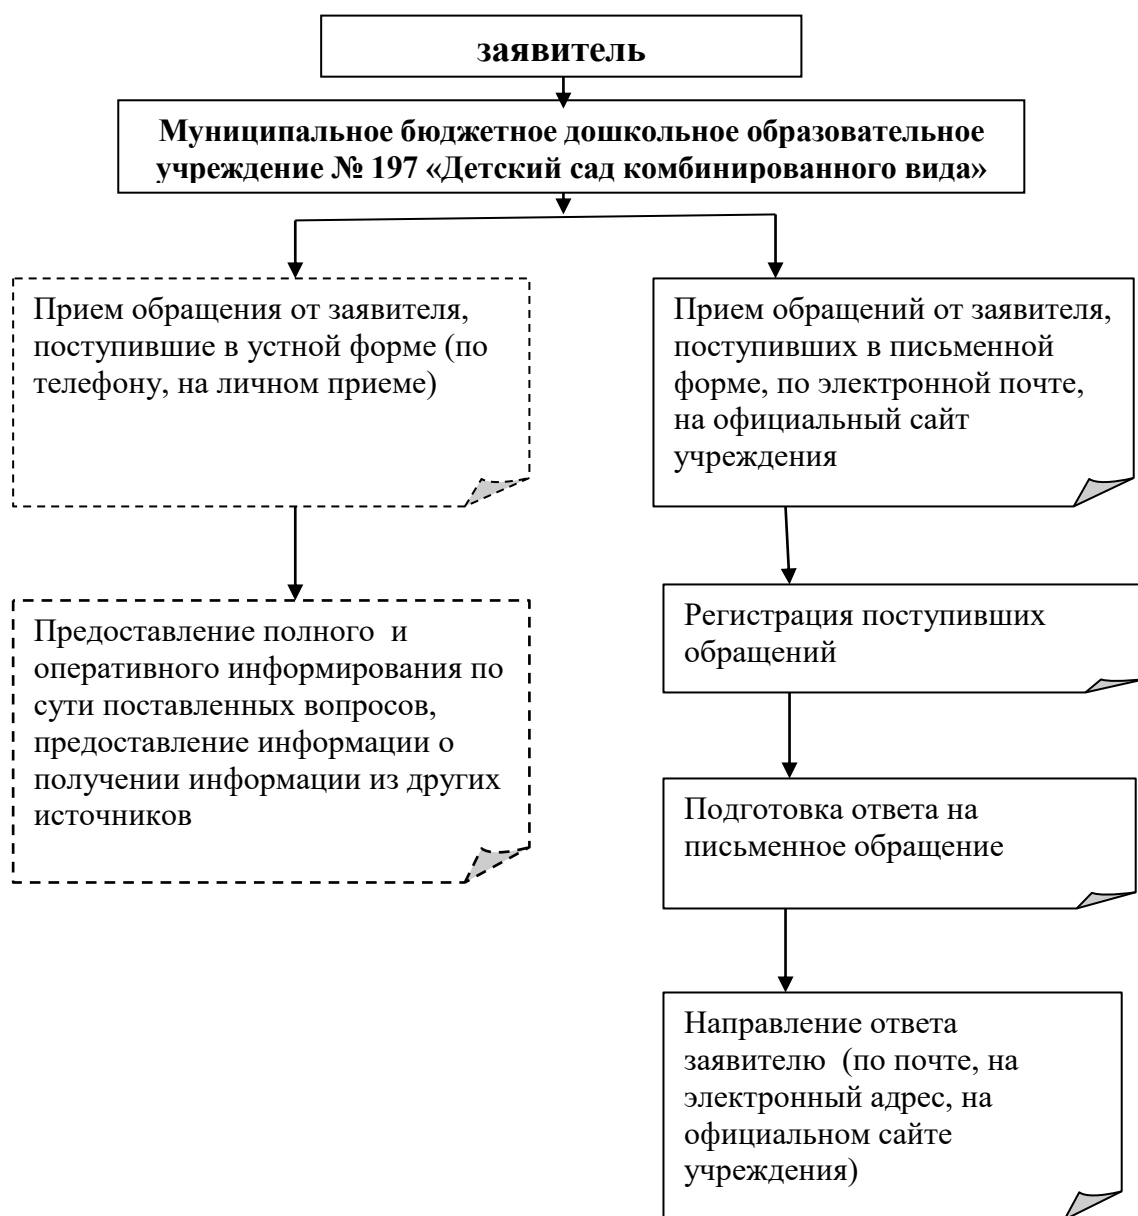 заявитель
Муниципальное бюджетное дошкольное образовательное
учреждение № 197 «Детский сад комбинированного вида»
Прием обращения от заявителя,
поступившие в устной форме (по
телефону, на личном приеме)
Прием обращений от заявителя,
поступивших в письменной
форме, по электронной почте,
на официальный сайт
учреждения
Предоставление полного и
оперативного информирования по
сути поставленных вопросов,
предоставление информации о
получении информации из других
источников
Регистрация поступивших
обращений
Подготовка ответа на
письменное обращение
Направление ответа
заявителю (по почте, на
электронный адрес, на
официальном сайте
учреждения)